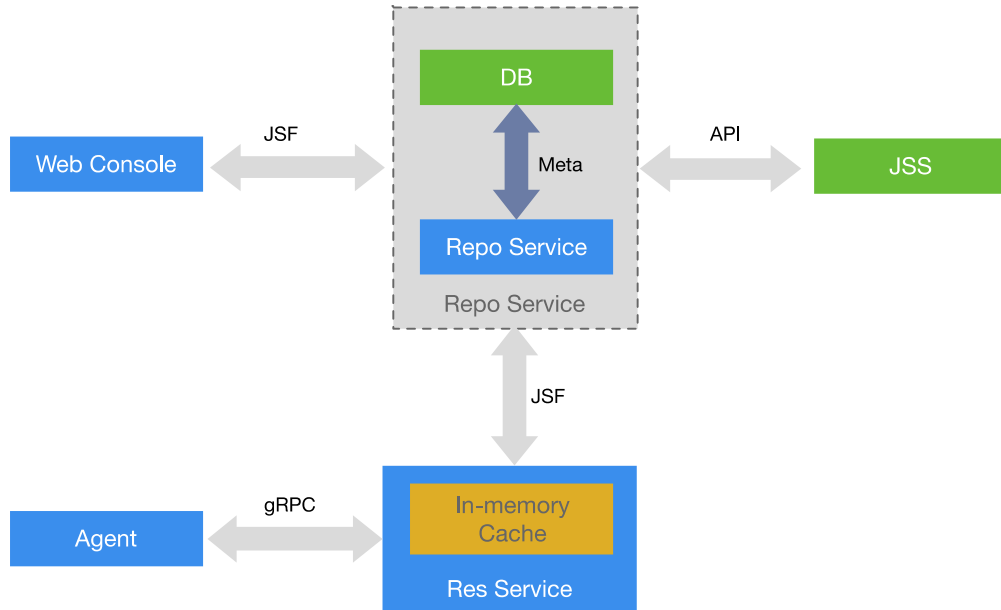 DB
JSF
API
Web Console
Meta
JSS
Repo Service
Repo Service
JSF
gRPC
In-memory
Cache
Agent
Res Service